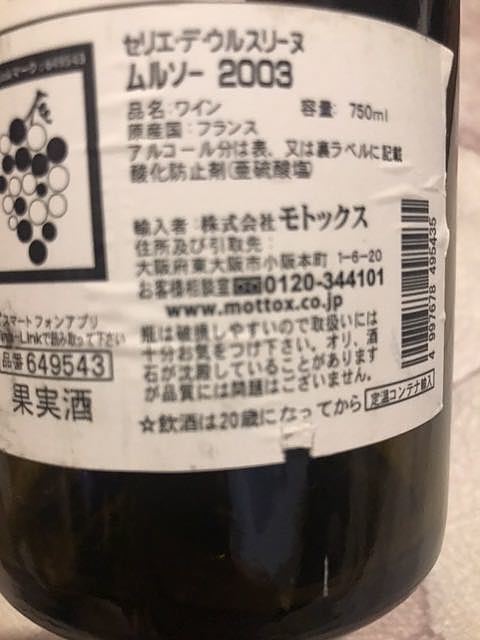 マーク:649543
セリエ・デ・ウルスリーヌ
ムルソー 2003
品名:ワイン 容量: 750ml
原産国:フランス
アルコール分は表、又は裏ラベルに記載
酸化防止剤(亜硫酸塩)
輸入者:株式会社 モトックス
住所及び引取先:
大阪府東大阪市小阪本町 1-6-20
お客様相談室 0120-344101
www.mottox.co.jp
瓶は破損しやすいので取扱いには
十分お気をつけ下さい。オリ、酒
石が沈殿していることがあります
が品質には問題はございません。
☆飲酒は20歳になってから 定温コンテナ輸入
スマートフォンアプリ
Linkで読み取って下さい
品番 649543
果実酒
4 997678 495435